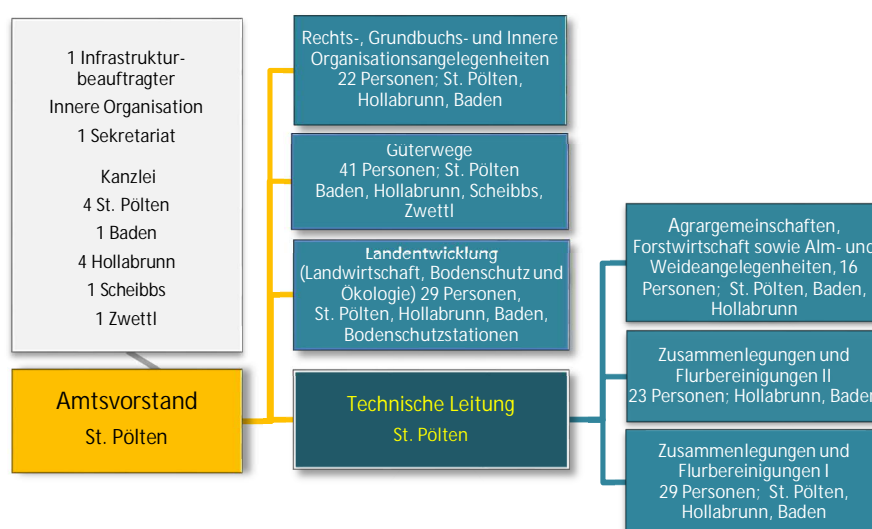 1 Infrastruktur-
beauftragter
Innere Organisation
1 Sekretariat
Kanzlei
4 St. Pölten
1 Baden
4 Hollabrunn
1 Scheibbs
1 Zwettl
Amtsvorstand
St. Pölten
Rechts-, Grundbuchs- und Innere
Organisationsangelegenheiten
22 Personen; St. Pölten,
Hollabrunn, Baden
Güterwege
41 Personen; St. Pölten
Baden, Hollabrunn, Scheibbs,
Zwettl
Landentwicklung
(Landwirtschaft, Bodenschutz und
Ökologie) 29 Personen,
St. Pölten, Hollabrunn, Baden,
Bodenschutzstationen
Technische Leitung
St. Pölten
Agrargemeinschaften,
Forstwirtschaft sowie Alm- und
Weideangelegenheiten, 16
Personen; St. Pölten, Baden,
Hollabrunn
Zusammenlegungen und
Flurbereinigungen II
23 Personen; Hollabrunn, Baden
Zusammenlegungen und
Flurbereinigungen I
29 Personen; St. Pölten,
Hollabrunn, Baden